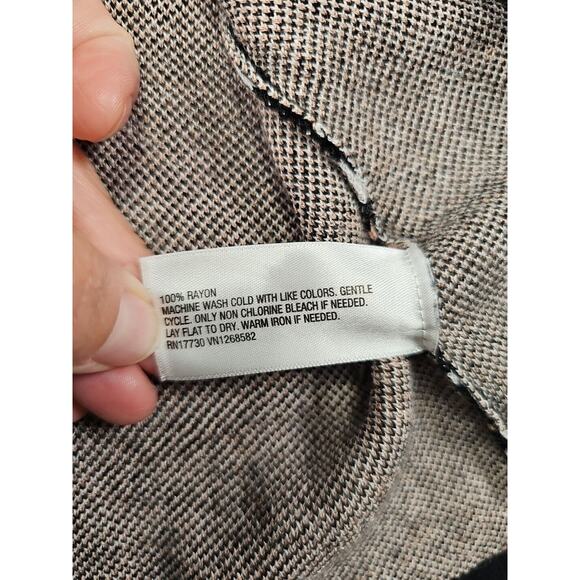 100% RAYON
MACHINE WASH COLD WITH LIKE COLORS. GENTLE
CYCLE. ONLY NON CHLORINE BLEACH IF NEEDED.
LAY FLAT TO DRY. WARM IRON IF NEEDED.
RN17730 VN1268582